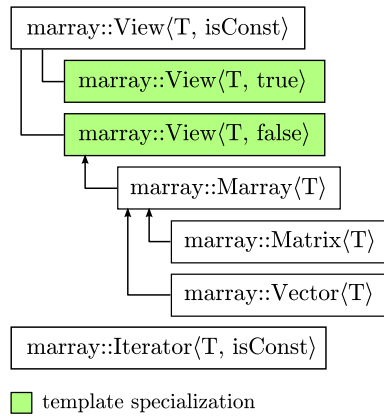 marray::View⟨T, isConst⟩
marray::View⟨T, true⟩
marray::View⟨T, false⟩
marray::Marray⟨T⟩
marray::Matrix⟨T⟩
marray::Vector⟨T⟩
marray::Iterator⟨T, isConst⟩
template specialization